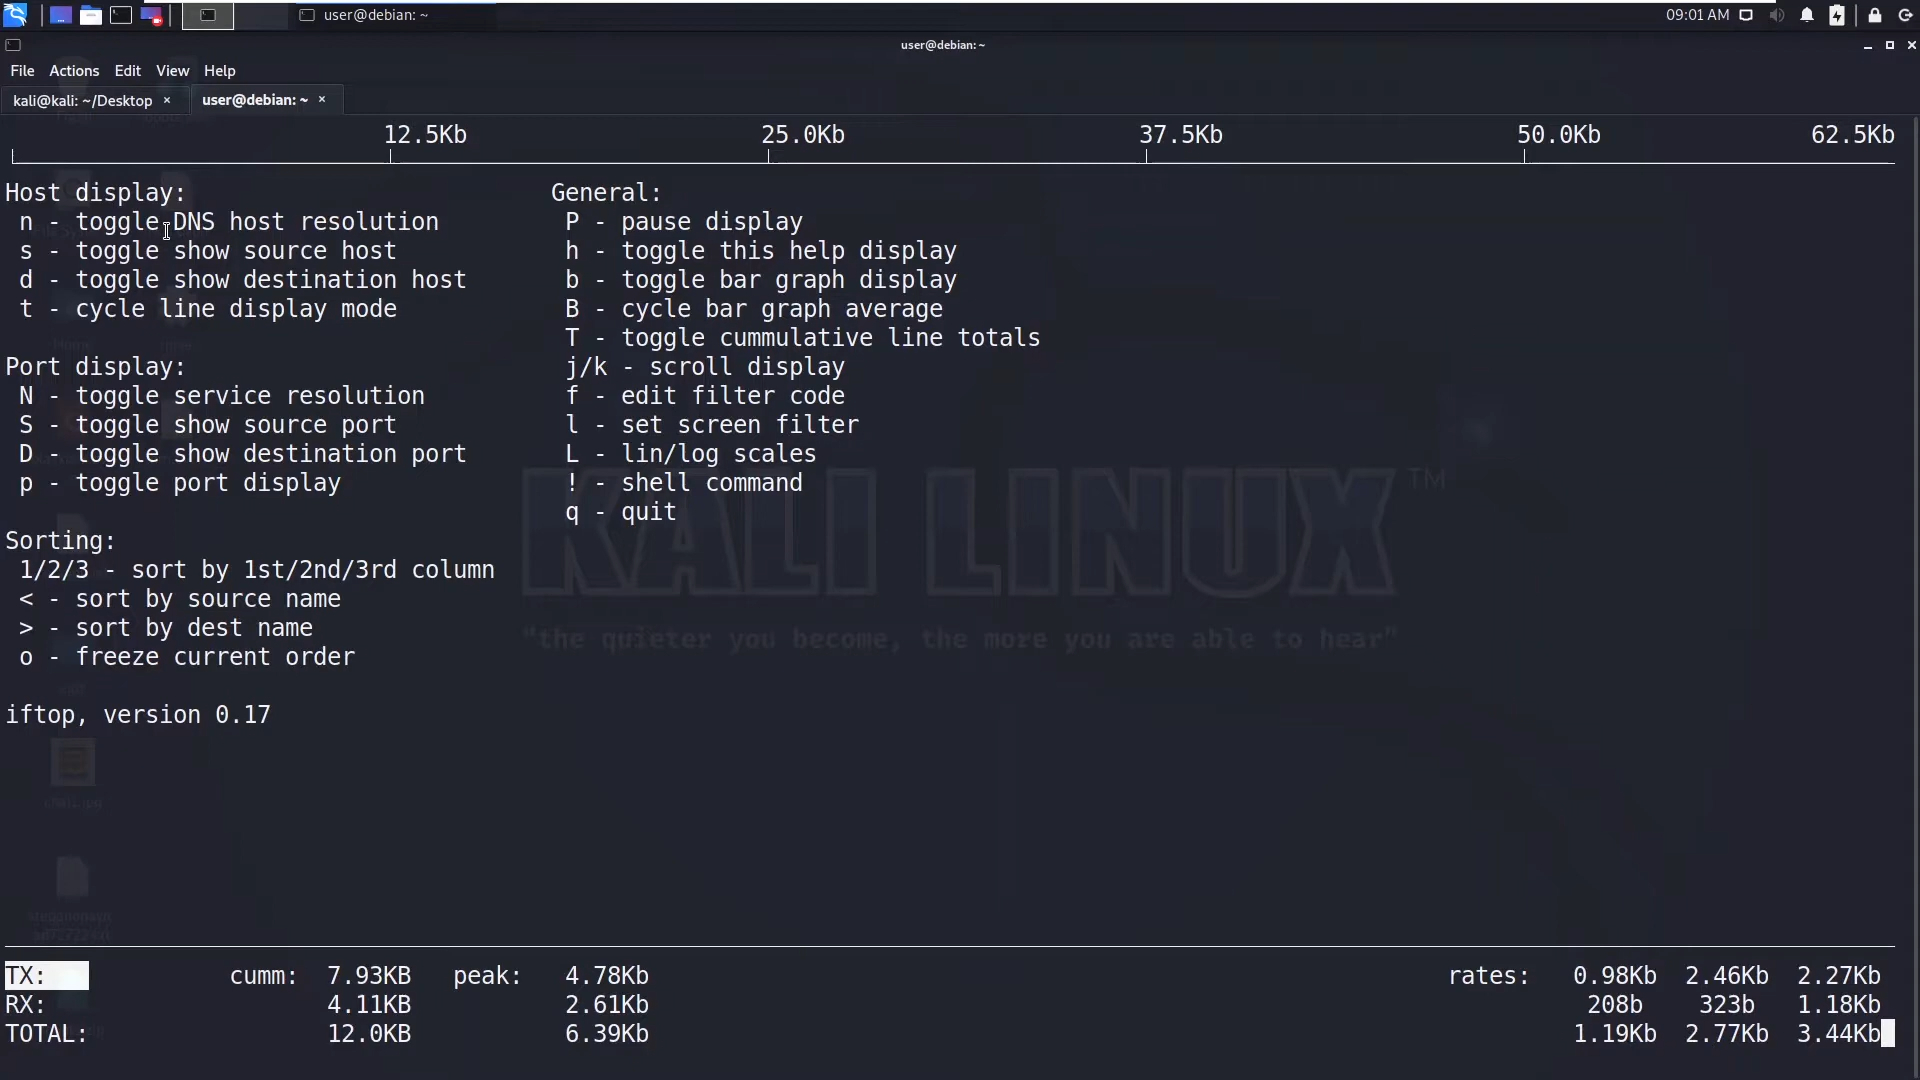 user@debian: ~
09:01 AM
user@debian: ~
File Actions Edit View Help
kali@kali: ~/Desktop × user@debian: ~ ×
12.5Kb 25.0Kb 37.5Kb 50.0Kb 62.5Kb
Host display:
n - toggle DNS host resolution
s - toggle show source host
d - toggle show destination host
t - cycle line display mode
Port display:
N - toggle service resolution
S - toggle show source port
D - toggle show destination port
p - toggle port display
Sorting:
1/2/3 - sort by 1st/2nd/3rd column
< - sort by source name
> - sort by dest name
o - freeze current order
iftop, version 0.17
General:
P - pause display
h - toggle this help display
b - toggle bar graph display
B - cycle bar graph average
T - toggle cummulative line totals
j/k - scroll display
f - edit filter code
l - set screen filter
L - lin/log scales
! - shell command
q - quit
KALI LINUX™
"the quieter you become, the more you are able to hear"
TX: cumm: 7.93KB peak: 4.78Kb rates: 0.98Kb 2.46Kb 2.27Kb
RX: 4.11KB 2.61Kb 208b 323b 1.18Kb
TOTAL: 12.0KB 6.39Kb 1.19Kb 2.77Kb 3.44Kb